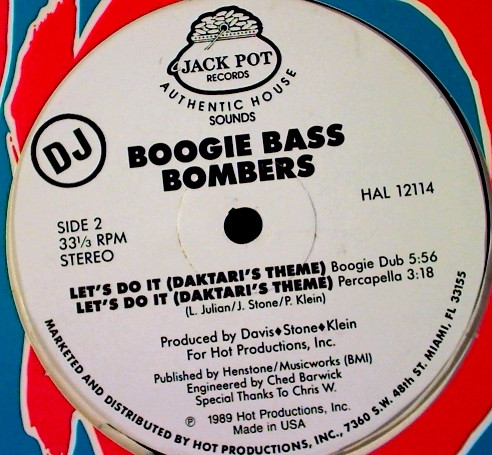 JACK POT
RECORDS
AUTHENTIC HOUSE
SOUNDS
DJ
BOOGIE BASS
BOMBERS
HAL 12114
SIDE 2
33⅓ RPM
STEREO
LET'S DO IT (DAKTARI'S THEME) Boogie Dub 5:56
LET'S DO IT (DAKTARI'S THEME) Percapella 3:18
(L. Julian/J. Stone/P. Klein)
Produced by Davis♦Stone♦Klein
For Hot Productions, Inc.
Published by Henstone/Musicworks (BMI)
Engineered by Ched Barwick
Special Thanks To Chris W.
℗ 1989 Hot Productions, Inc.
Made in USA
MARKETED AND DISTRIBUTED BY HOT PRODUCTIONS, INC., 7360 S.W. 48th ST. MIAMI, FL 33155